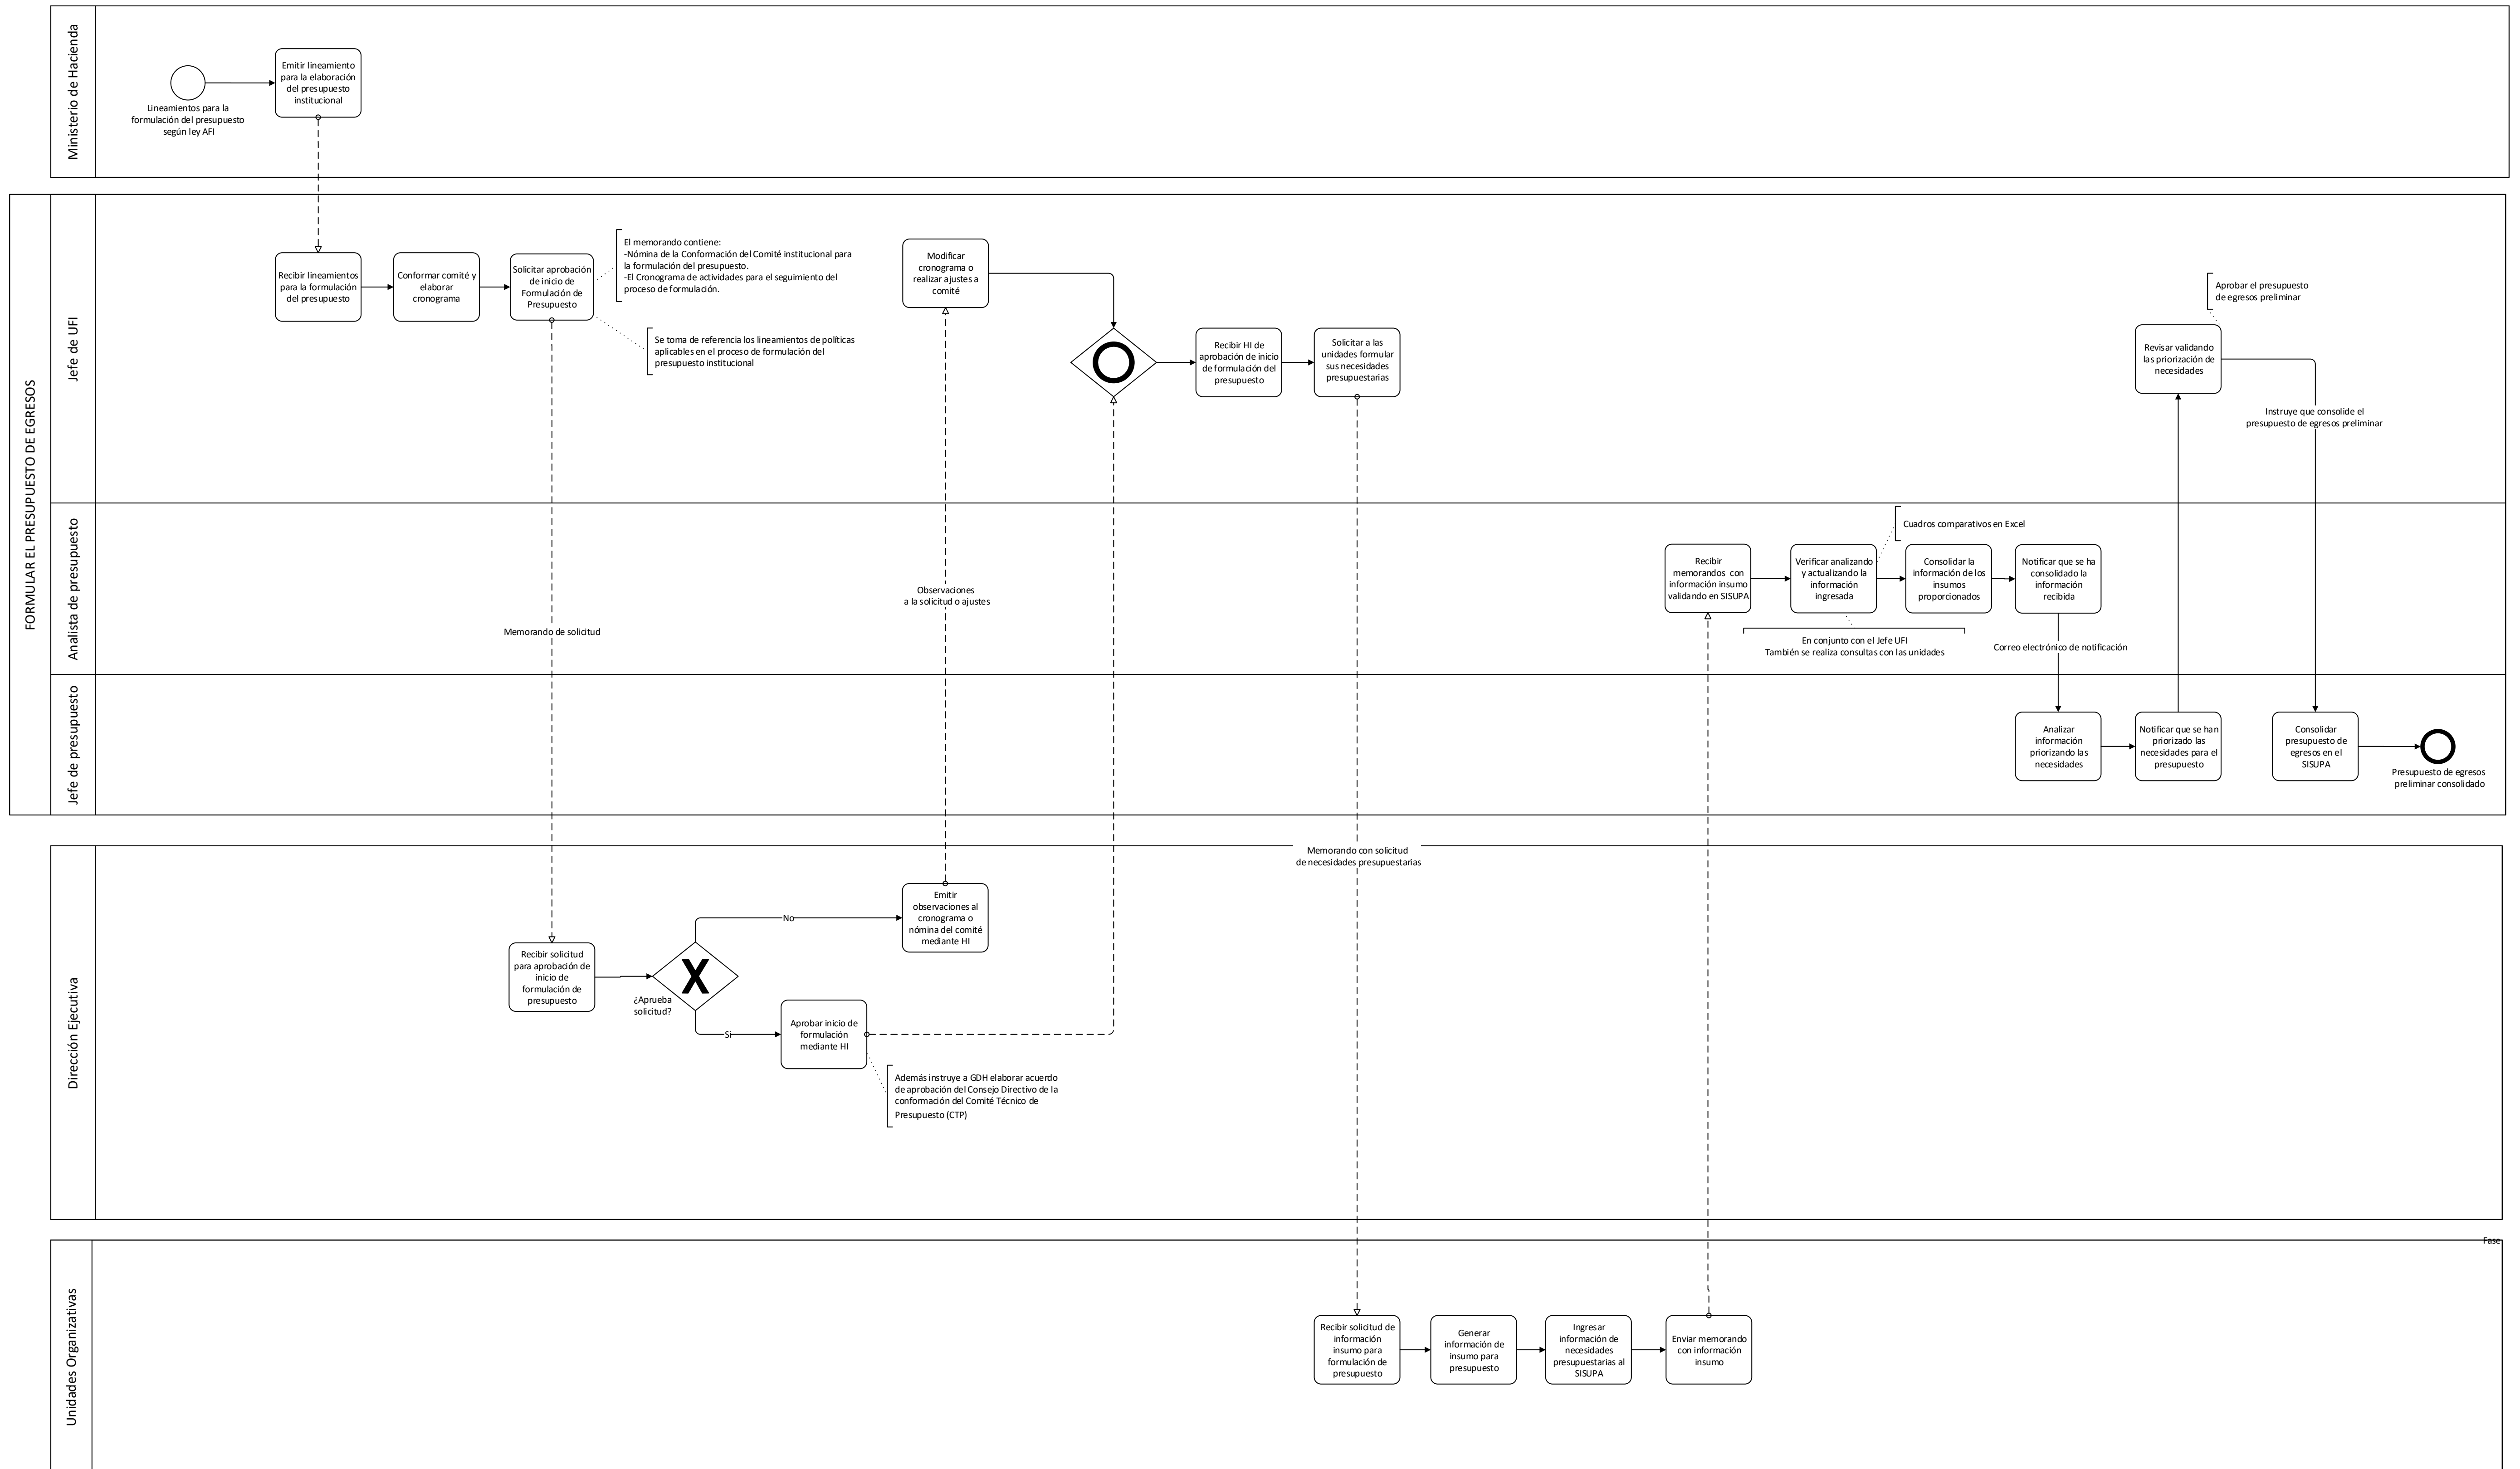 Ministerio de Hacienda
Lineamientos para la
formulación del presupuesto
según ley AFI
Emitir lineamiento
para la elaboración
del presupuesto
institucional
FORMULAR EL PRESUPUESTO DE EGRESOS
Jefe de UFI
Recibir lineamientos
para la formulación
del presupuesto
Conformar comité y
elaborar
cronograma
Solicitar aprobación
de inicio de
Formulación de
Presupuesto
El memorando contiene:
-Nómina de la Conformación del Comité institucional para
la formulación del presupuesto.
-El Cronograma de actividades para el seguimiento del
proceso de formulación.
Se toma de referencia los lineamientos de políticas
aplicables en el proceso de formulación del
presupuesto institucional
Modificar
cronograma o
realizar ajustes a
comité
Recibir HI de
aprobación de inicio
de formulación del
presupuesto
Solicitar a las
unidades formular
sus necesidades
presupuestarias
Aprobar el presupuesto
de egresos preliminar
Revisar validando
las priorización de
necesidades
Instruye que consolide el
presupuesto de egresos preliminar
Analista de presupuesto
Memorando de solicitud
Observaciones
a la solicitud o ajustes
Recibir
memorandos con
información insumo
validando en SISUPA
Verificar analizando
y actualizando la
información
ingresada
Cuadros comparativos en Excel
Consolidar la
información de los
insumos
proporcionados
Notificar que se ha
consolidado la
información
recibida
En conjunto con el Jefe UFI
También se realiza consultas con las unidades
Correo electrónico de notificación
Jefe de presupuesto
Analizar
información
priorizando las
necesidades
Notificar que se han
priorizado las
necesidades para el
presupuesto
Consolidar
presupuesto de
egresos en el
SISUPA
Presupuesto de egresos
preliminar consolidado
Memorando con solicitud
de necesidades presupuestarias
Dirección Ejecutiva
Recibir solicitud
para aprobación de
inicio de
formulación de
presupuesto
X
¿Aprueba
solicitud?
No
Emitir
observaciones al
cronograma o
nómina del comité
mediante HI
Si
Aprobar inicio de
formulación
mediante HI
Además instruye a GDH elaborar acuerdo
de aprobación del Consejo Directivo de la
conformación del Comité Técnico de
Presupuesto (CTP)
Fase
Unidades Organizativas
Recibir solicitud de
información
insumo para
formulación de
presupuesto
Generar
información de
insumo para
presupuesto
Ingresar
información de
necesidades
presupuestarias al
SISUPA
Enviar memorando
con información
insumo